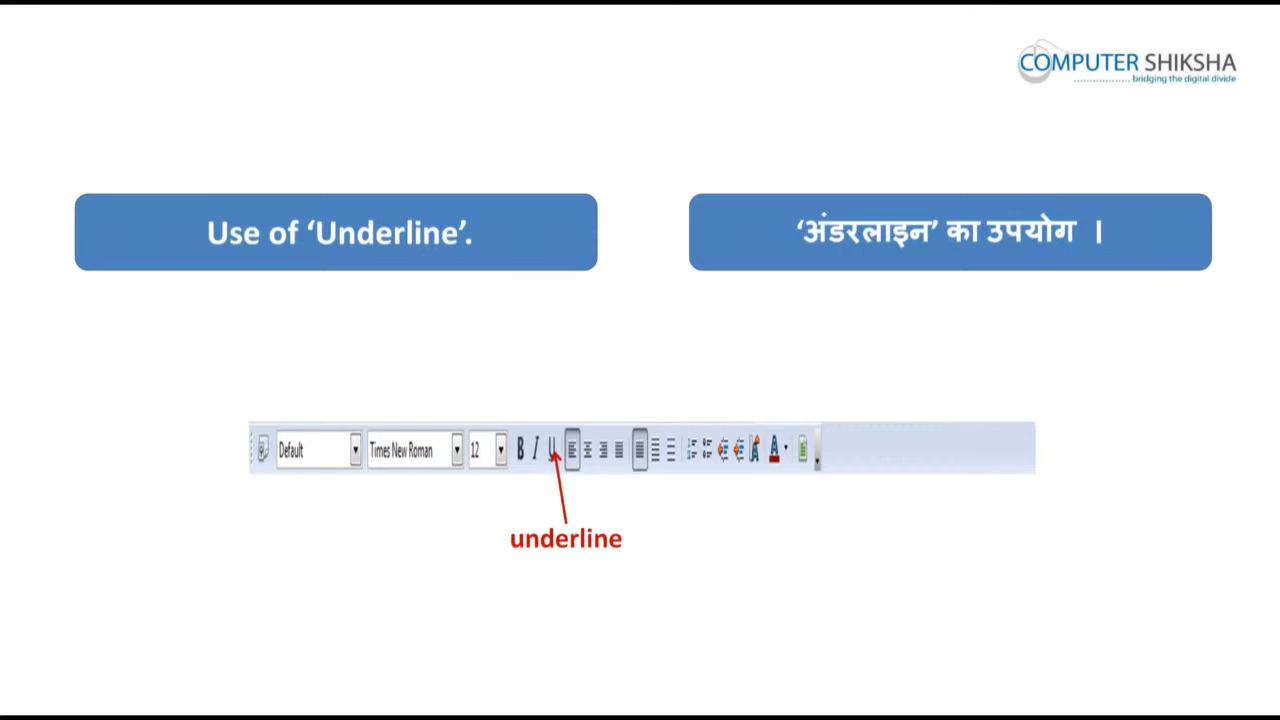 COMPUTER SHIKSHA
bridging the digital divide
Use of ‘Underline’.
‘अंडरलाइन’ का उपयोग ।
Default
Times New Roman
12
B I U
underline